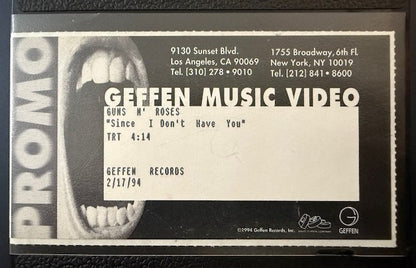 PROMO
9130 Sunset Blvd.
Los Angeles, CA 90069
Tel. (310) 278 • 9010
1755 Broadway, 6th Fl.
New York, NY 10019
Tel. (212) 841 • 8600
GEFFEN MUSIC VIDEO
GUNS N' ROSES
"Since I Don't Have You"
TRT 4:14
GEFFEN RECORDS
2/17/94
©1994 Geffen Records, Inc.
GEFFEN